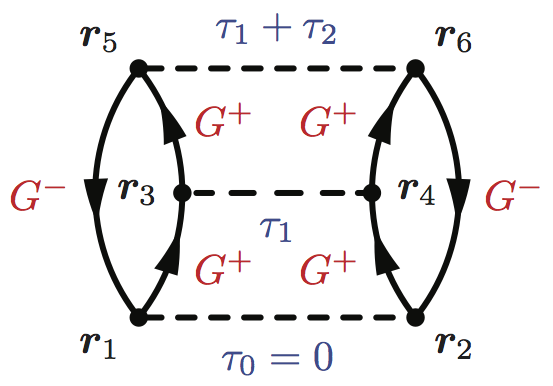 r₅ τ₁ + τ₂ r₆
G⁺ G⁺
G⁻ r₃ r₄ G⁻
τ₁
G⁺ G⁺
r₁ r₂
τ₀ = 0